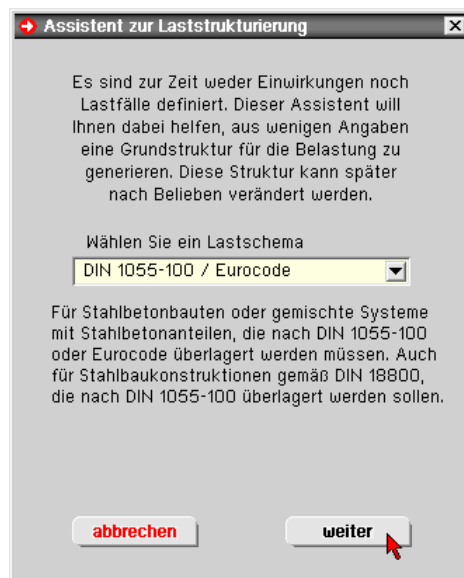 Assistent zur Laststrukturierung
Es sind zur Zeit weder Einwirkungen noch
Lastfälle definiert. Dieser Assistent will
Ihnen dabei helfen, aus wenigen Angaben
eine Grundstruktur für die Belastung zu
generieren. Diese Struktur kann später
nach Belieben verändert werden.
Wählen Sie ein Lastschema
DIN 1055-100 / Eurocode
Für Stahlbetonbauten oder gemischte Systeme
mit Stahlbetonanteilen, die nach DIN 1055-100
oder Eurocode überlagert werden müssen. Auch
für Stahlbaukonstruktionen gemäß DIN 18800,
die nach DIN 1055-100 überlagert werden sollen.
abbrechen
weiter